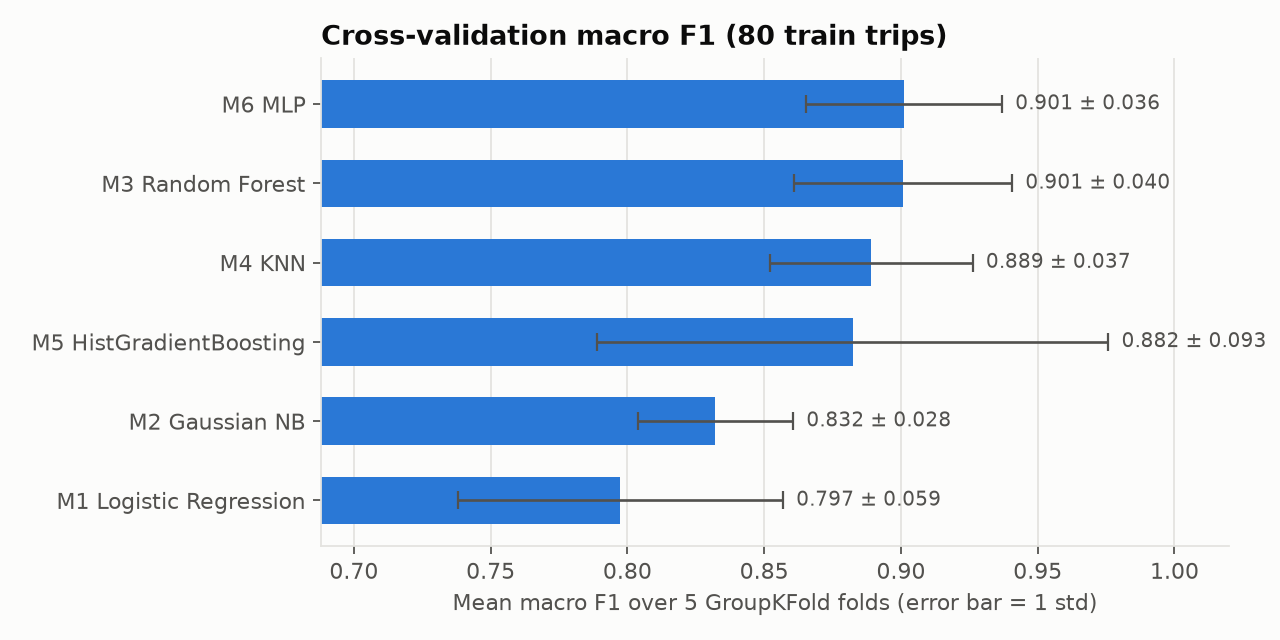 Cross-validation macro F1 (80 train trips)
M6 MLP
0.901 ± 0.036
M3 Random Forest
0.901 ± 0.040
M4 KNN
0.889 ± 0.037
M5 HistGradientBoosting
0.882 ± 0.093
M2 Gaussian NB
0.832 ± 0.028
M1 Logistic Regression
0.797 ± 0.059
0.70 0.75 0.80 0.85 0.90 0.95 1.00
Mean macro F1 over 5 GroupKFold folds (error bar = 1 std)